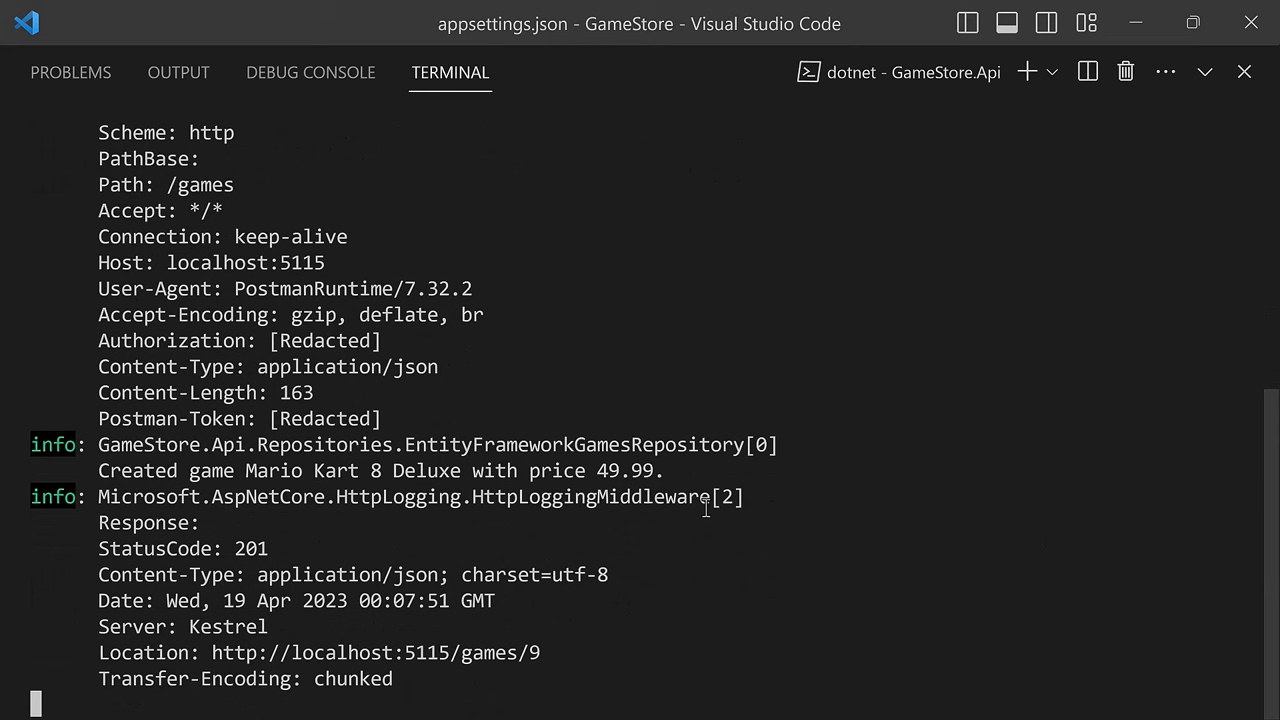 appsettings.json - GameStore - Visual Studio Code
PROBLEMS OUTPUT DEBUG CONSOLE TERMINAL dotnet - GameStore.Api
Scheme: http
PathBase:
Path: /games
Accept: */*
Connection: keep-alive
Host: localhost:5115
User-Agent: PostmanRuntime/7.32.2
Accept-Encoding: gzip, deflate, br
Authorization: [Redacted]
Content-Type: application/json
Content-Length: 163
Postman-Token: [Redacted]
info: GameStore.Api.Repositories.EntityFrameworkGamesRepository[0]
Created game Mario Kart 8 Deluxe with price 49.99.
info: Microsoft.AspNetCore.HttpLogging.HttpLoggingMiddleware[2]
Response:
StatusCode: 201
Content-Type: application/json; charset=utf-8
Date: Wed, 19 Apr 2023 00:07:51 GMT
Server: Kestrel
Location: http://localhost:5115/games/9
Transfer-Encoding: chunked